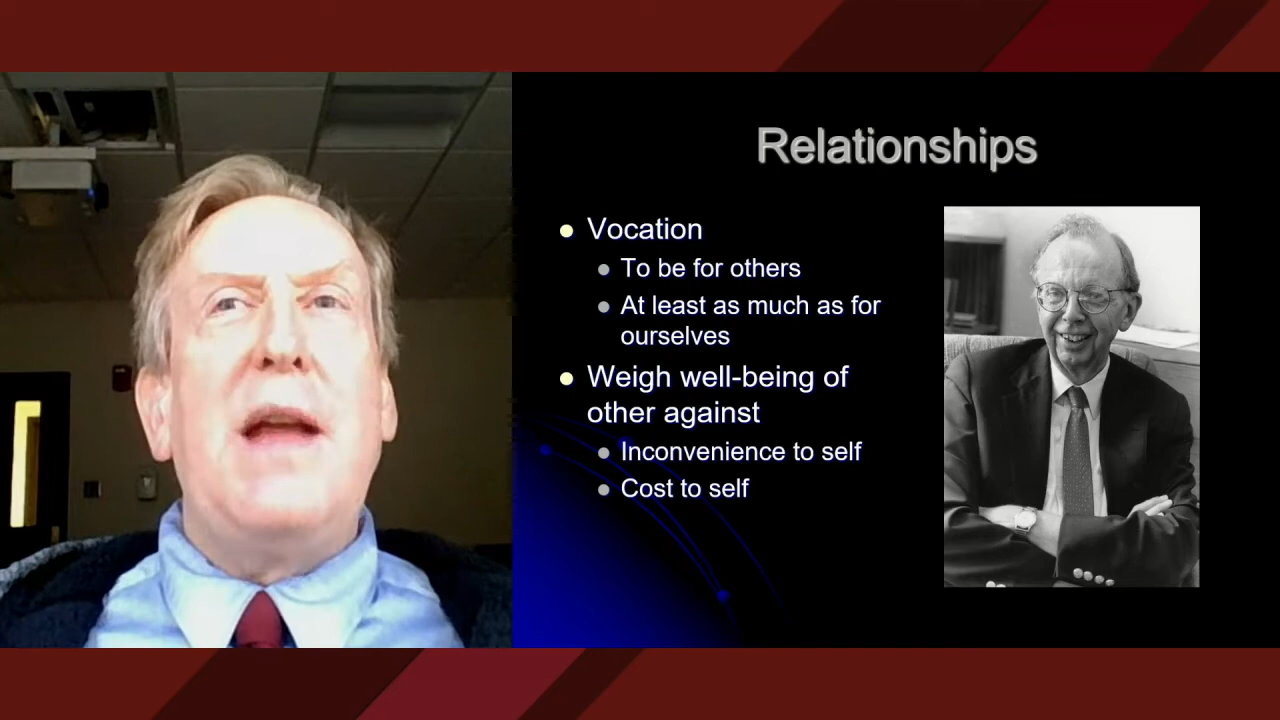 Relationships
Vocation
To be for others
At least as much as for
ourselves
Weigh well-being of
other against
Inconvenience to self
Cost to self